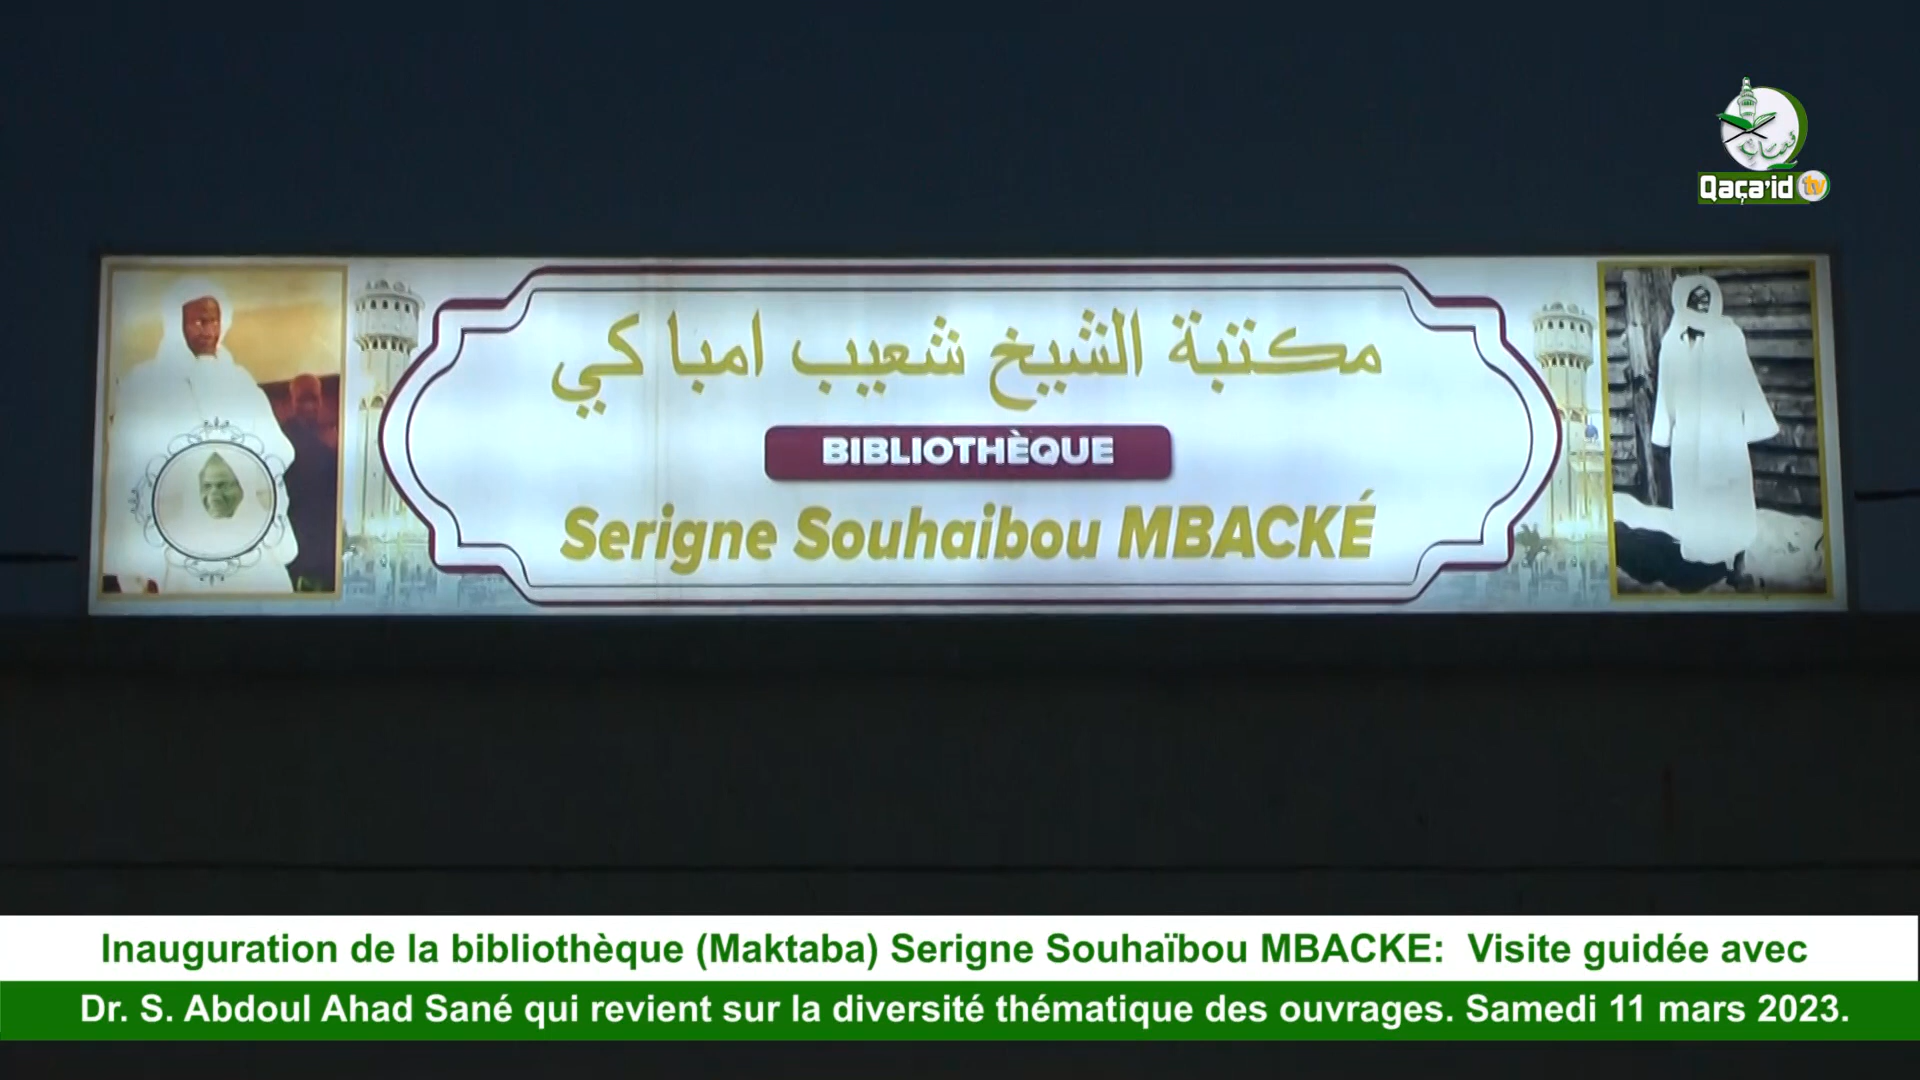 قصائد
Qaça'id tv
مكتبة الشيخ شعيب امباكي
BIBLIOTHÈQUE
Serigne Souhaibou MBACKÉ
Inauguration de la bibliothèque (Maktaba) Serigne Souhaïbou MBACKE: Visite guidée avec
Dr. S. Abdoul Ahad Sané qui revient sur la diversité thématique des ouvrages. Samedi 11 mars 2023.